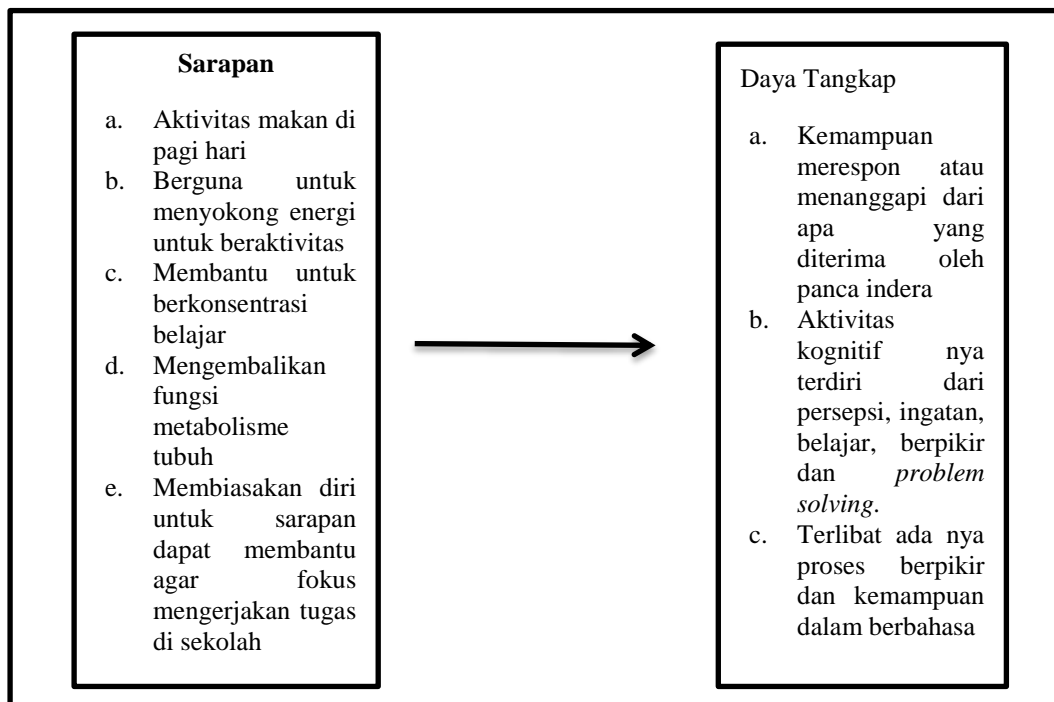 Sarapan
a. Aktivitas makan di
pagi hari
b. Berguna untuk
menyokong energi
untuk beraktivitas
c. Membantu untuk
berkonsentrasi
belajar
d. Mengembalikan
fungsi
metabolisme
tubuh
e. Membiasakan diri
untuk sarapan
dapat membantu
agar fokus
mengerjakan tugas
di sekolah
Daya Tangkap
a. Kemampuan
merespon atau
menanggapi dari
apa yang
diterima oleh
panca indera
b. Aktivitas
kognitif nya
terdiri dari
persepsi, ingatan,
belajar, berpikir
dan problem
solving.
c. Terlibat ada nya
proses berpikir
dan kemampuan
dalam berbahasa